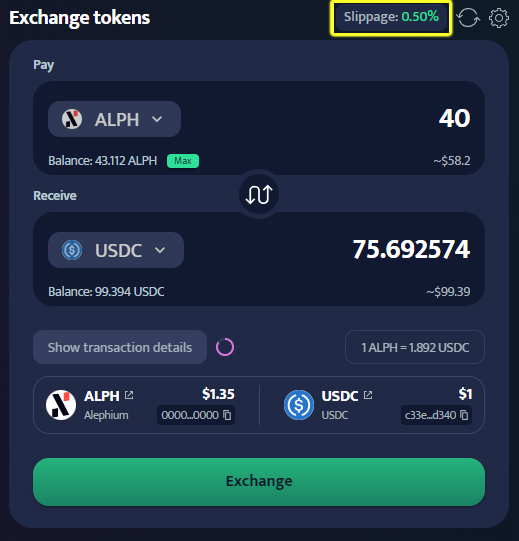 Exchange tokens
Slippage: 0.50%
Pay
ALPH
40
Balance: 43.112 ALPH
Max
~$58.2
Receive
USDC
75.692574
Balance: 99.394 USDC
~$99.39
Show transaction details
1 ALPH = 1.892 USDC
ALPH
$1.35
Alephium
0000...0000
USDC
$1
USDC
c33e...d340
Exchange